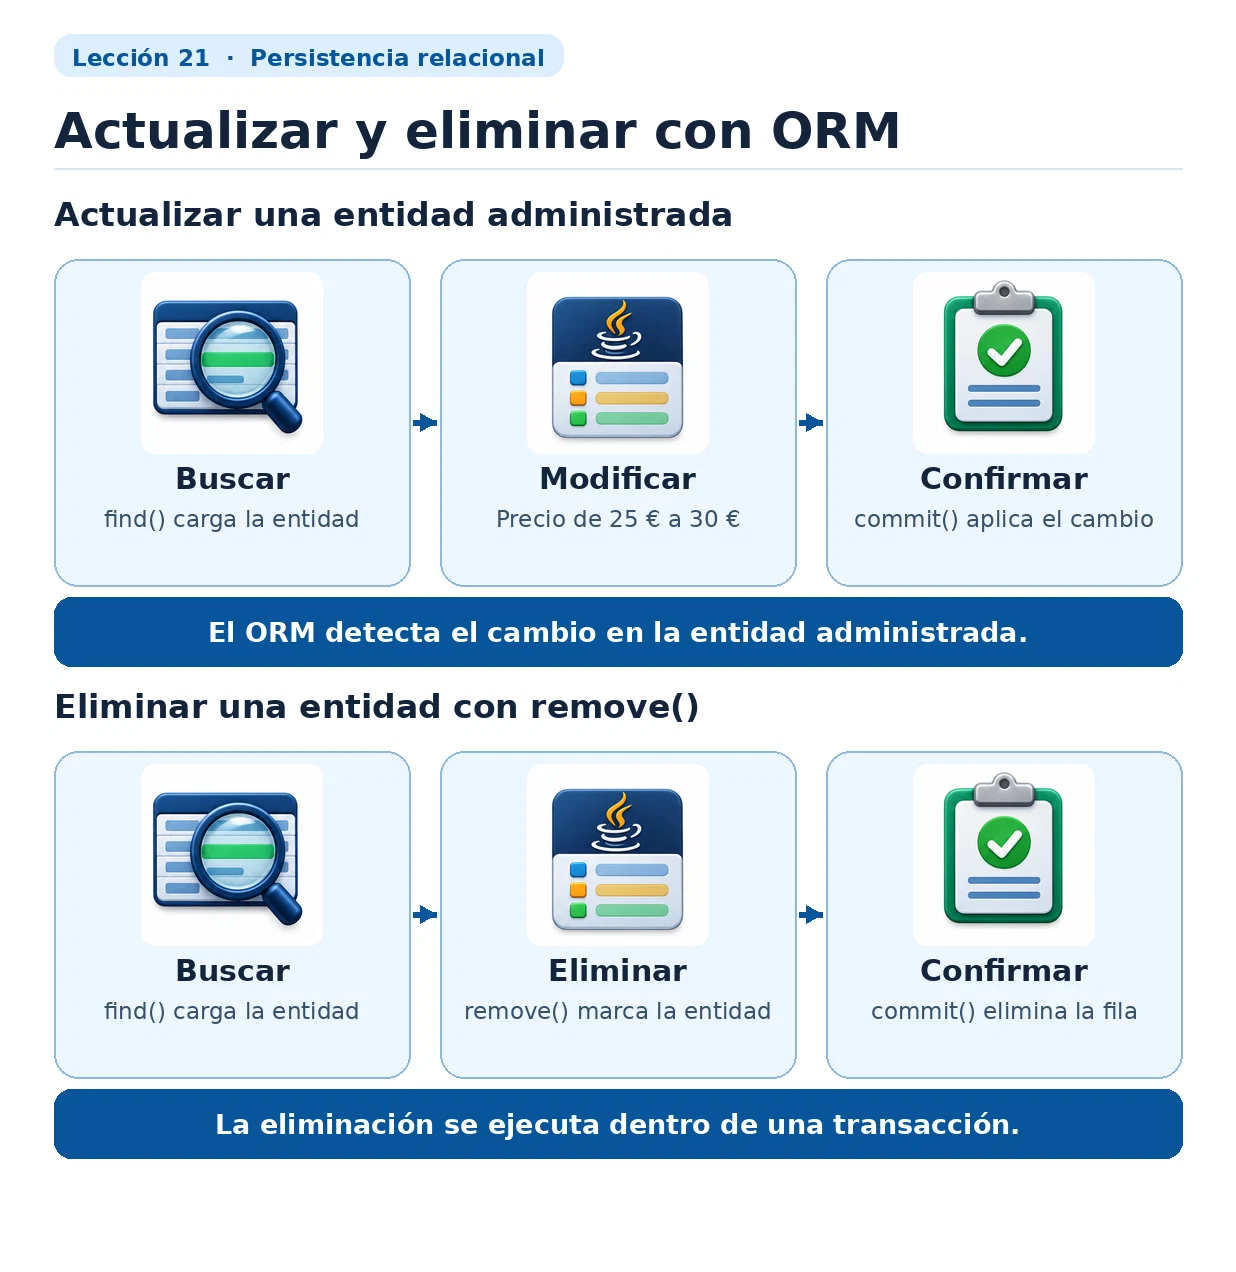 Lección 21 · Persistencia relacional
Actualizar y eliminar con ORM
Actualizar una entidad administrada
Buscar
find() carga la entidad
Modificar
Precio de 25 € a 30 €
Confirmar
commit() aplica el cambio
El ORM detecta el cambio en la entidad administrada.
Eliminar una entidad con remove()
Buscar
find() carga la entidad
Eliminar
remove() marca la entidad
Confirmar
commit() elimina la fila
La eliminación se ejecuta dentro de una transacción.